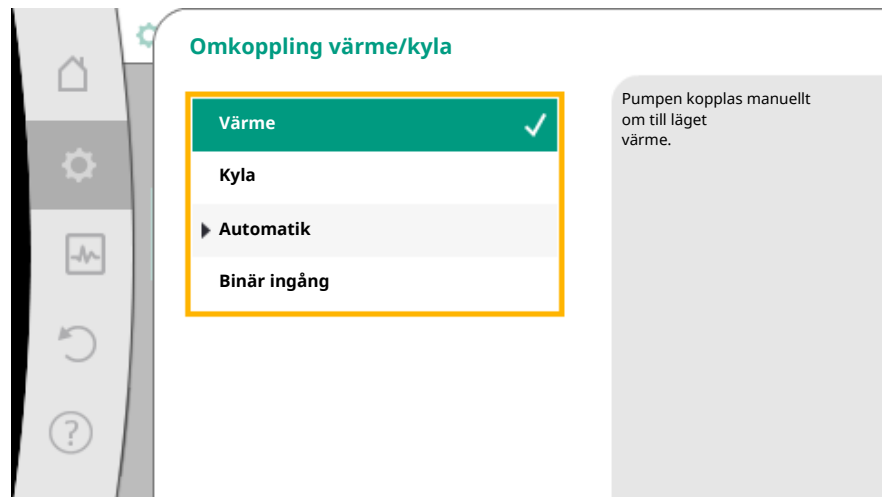 Omkoppling värme/kyla
Värme
Kyla
Automatik
Binär ingång
Pumpen kopplas manuellt
om till läget
värme.
?